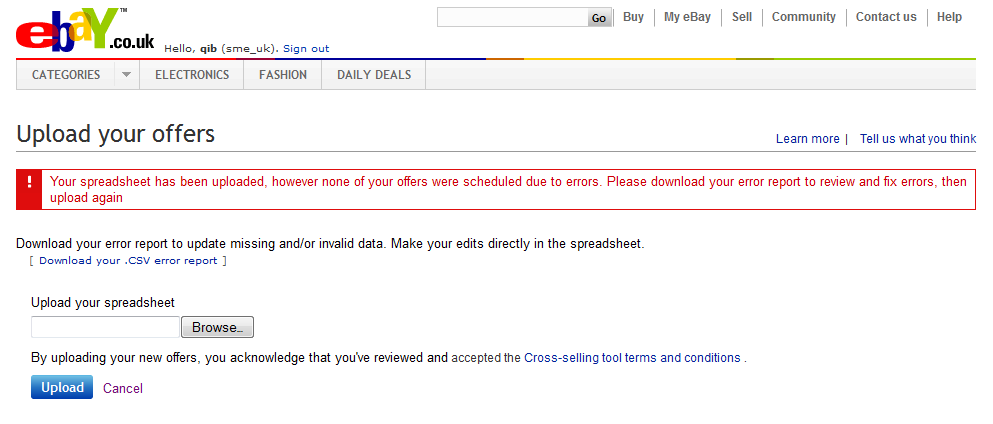 ebaY™.co.uk
Hello, qib (sme_uk). Sign out
Go
Buy | My eBay | Sell | Community | Contact us | Help
CATEGORIES
ELECTRONICS
FASHION
DAILY DEALS
Upload your offers
Learn more | Tell us what you think
! Your spreadsheet has been uploaded, however none of your offers were scheduled due to errors. Please download your error report to review and fix errors, then
upload again
Download your error report to update missing and/or invalid data. Make your edits directly in the spreadsheet.
[ Download your .CSV error report ]
Upload your spreadsheet
Browse...
By uploading your new offers, you acknowledge that you've reviewed and accepted the Cross-selling tool terms and conditions .
Upload
Cancel